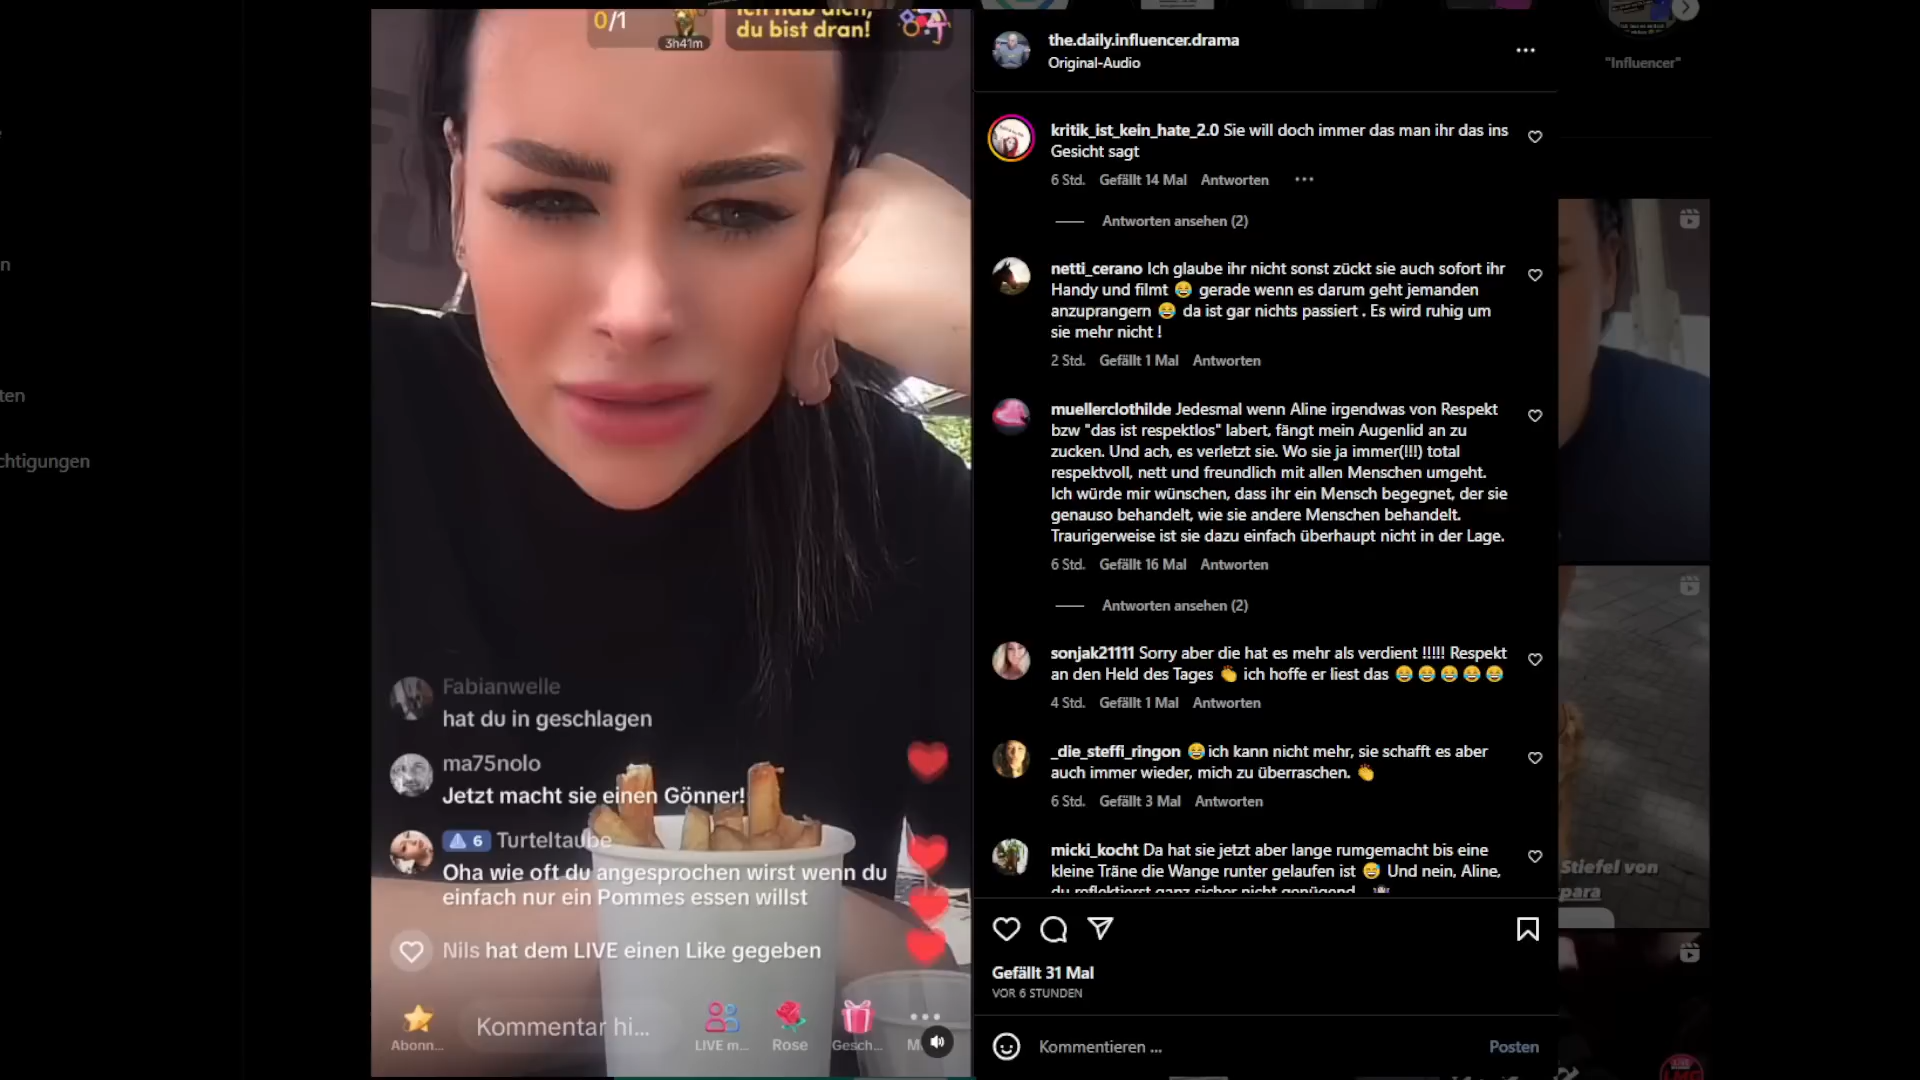 0/1
3h41m
du bist dran!
n
ten
chtigungen
Fabianwelle
hat du in geschlagen
ma75nolo
Jetzt macht sie einen Gönner!
6 Turteltaube
Oha wie oft du angesprochen wirst wenn du
einfach nur ein Pommes essen willst
Nils hat dem LIVE einen Like gegeben
Kommentar hi...
Abonn... LIVE m... Rose Gesch... M
the.daily.influencer.drama
Original-Audio
kritik_ist_kein_hate_2.0 Sie will doch immer das man ihr das ins
Gesicht sagt
6 Std. Gefällt 14 Mal Antworten
Antworten ansehen (2)
netti_cerano Ich glaube ihr nicht sonst zückt sie auch sofort ihr
Handy und filmt 😂 gerade wenn es darum geht jemanden
anzuprangern 😂 da ist gar nichts passiert . Es wird ruhig um
sie mehr nicht !
2 Std. Gefällt 1 Mal Antworten
muellerclothilde Jedesmal wenn Aline irgendwas von Respekt
bzw "das ist respektlos" labert, fängt mein Augenlid an zu
zucken. Und ach, es verletzt sie. Wo sie ja immer(!!!) total
respektvoll, nett und freundlich mit allen Menschen umgeht.
Ich würde mir wünschen, dass ihr ein Mensch begegnet, der sie
genauso behandelt, wie sie andere Menschen behandelt.
Traurigerweise ist sie dazu einfach überhaupt nicht in der Lage.
6 Std. Gefällt 16 Mal Antworten
Antworten ansehen (2)
sonjak21111 Sorry aber die hat es mehr als verdient !!!!! Respekt
an den Held des Tages 👏 ich hoffe er liest das 😂😂😂😂😂
4 Std. Gefällt 1 Mal Antworten
_die_steffi_ringon 😂ich kann nicht mehr, sie schafft es aber
auch immer wieder, mich zu überraschen. 👏
6 Std. Gefällt 3 Mal Antworten
micki_kocht Da hat sie jetzt aber lange rumgemacht bis eine
kleine Träne die Wange runter gelaufen ist 😅 Und nein, Aline,
du reflektierst ganz sicher nicht genügend
Gefällt 31 Mal
VOR 6 STUNDEN
Kommentieren ...
Posten
"Influencer"
Stiefel von
para